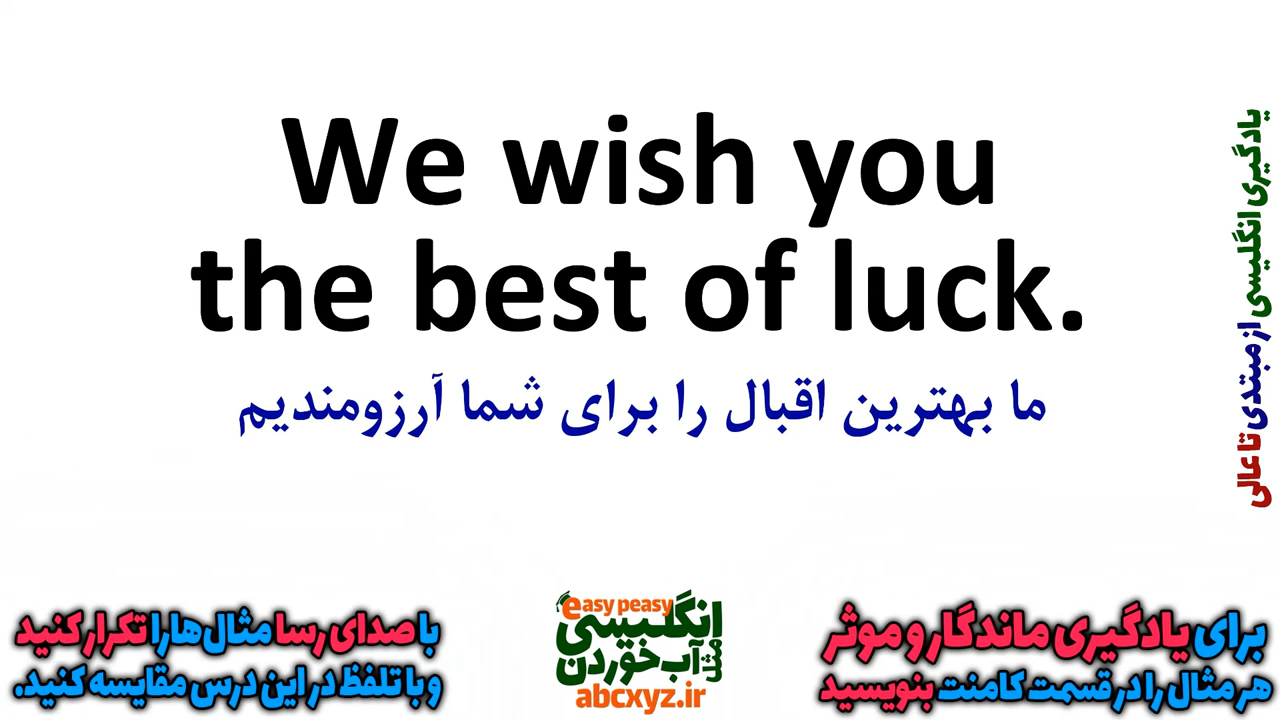 We wish you
the best of luck.
ما بهترین اقبال را برای شما آرزومندیم
یادگیری انگلیسی از مبتدی تا عالی
با صدای رسا مثال‌ها را تکرار کنید
و با تلفظ در این درس مقایسه کنید.
easy peasy
انگلیسی
مثل
آب خوردن
abcxyz.ir
برای یادگیری ماندگار و موثر
هر مثال را در قسمت کامنت بنویسید